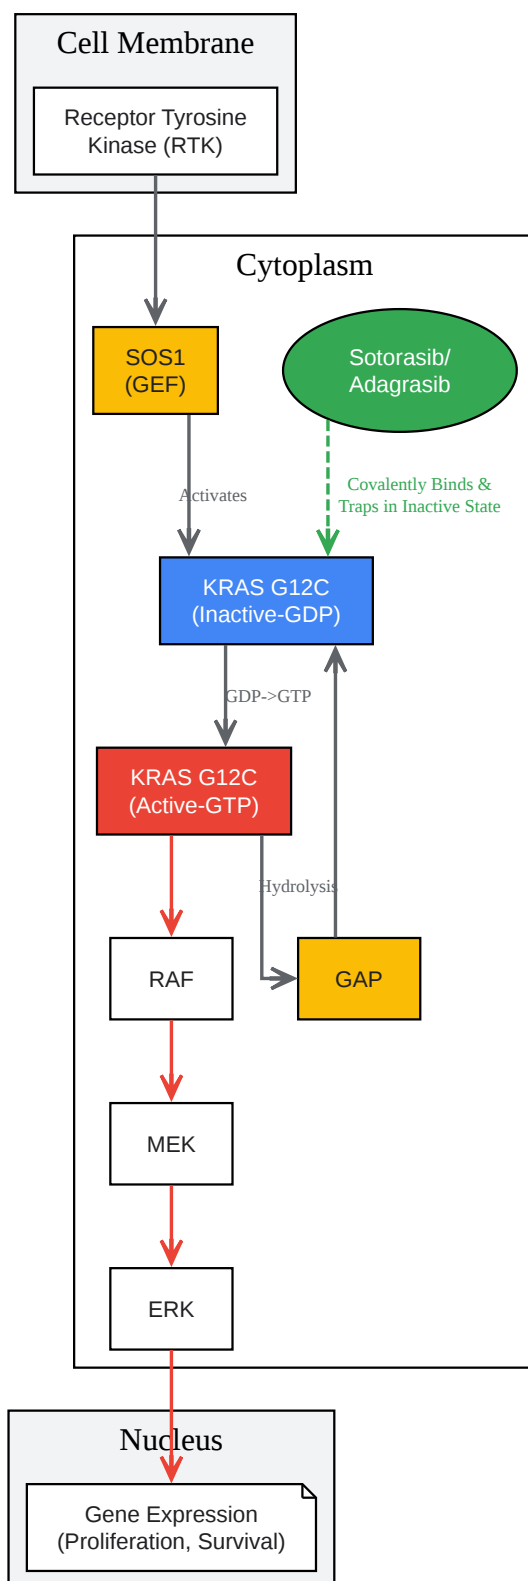 Cell Membrane
Receptor Tyrosine
Kinase (RTK)
Cytoplasm
SOS1
(GEF)
Sotorasib/
Adagrasib
Activates
Covalently Binds &
Traps in Inactive State
KRAS G12C
(Inactive-GDP)
GDP->GTP
KRAS G12C
(Active-GTP)
Hydrolysis
RAF
GAP
MEK
ERK
Nucleus
Gene Expression
(Proliferation, Survival)